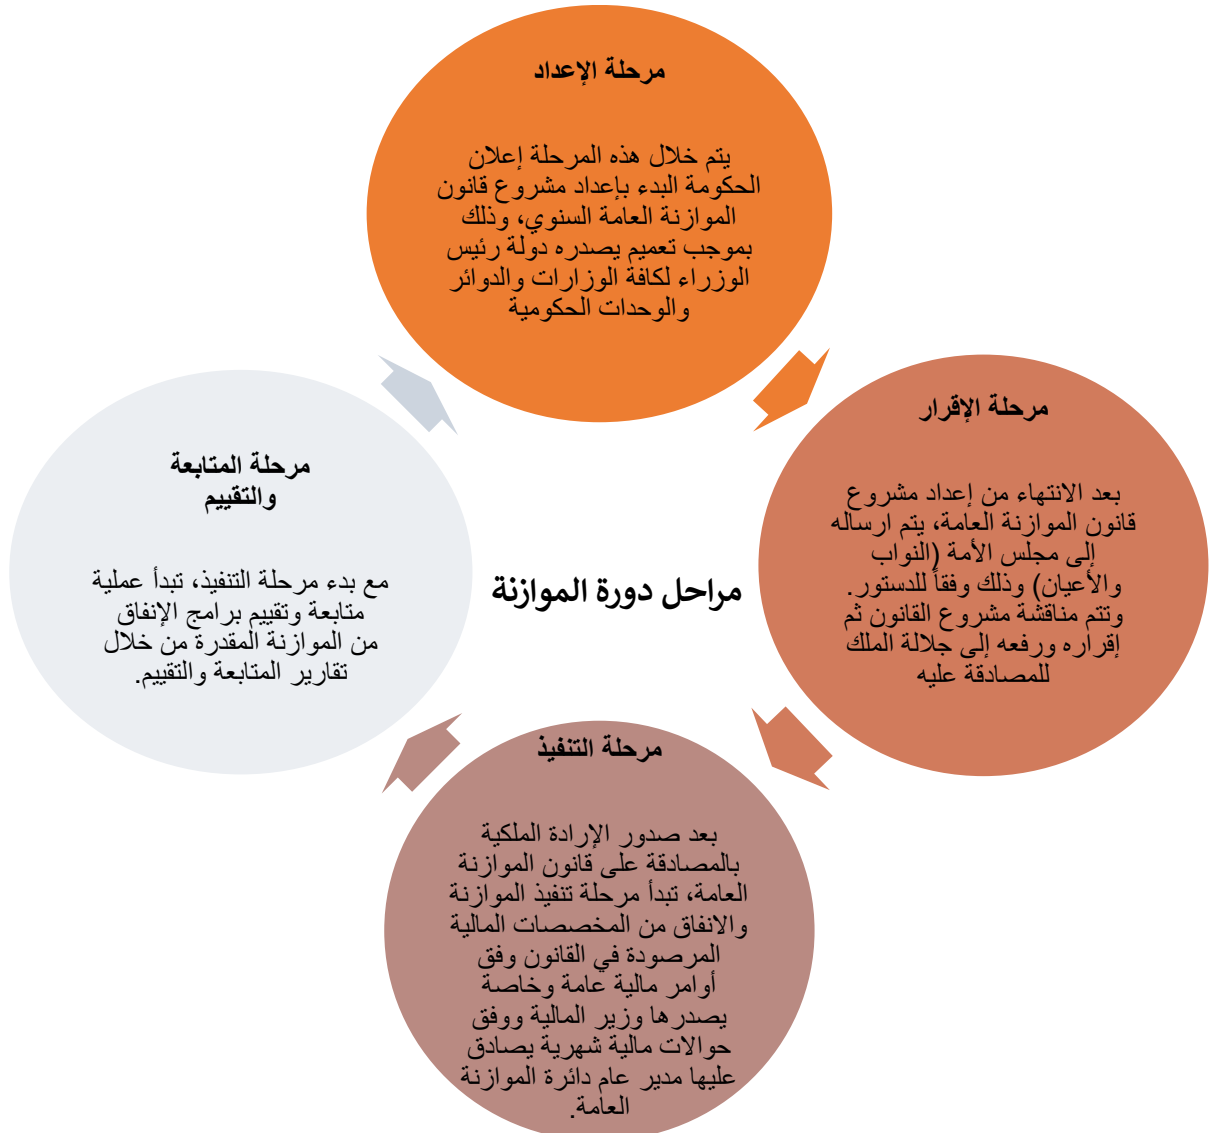 مرحلة الإعداد
يتم خلال هذه المرحلة إعلان
الحكومة البدء بإعداد مشروع قانون
الموازنة العامة السنوي، وذلك
بموجب تعميم يصدره دولة رئيس
الوزراء لكافة الوزارات والدوائر
والوحدات الحكومية
مرحلة الإقرار
بعد الانتهاء من إعداد مشروع
قانون الموازنة العامة، يتم ارساله
إلى مجلس الأمة (النواب
والأعيان) وذلك وفقاً للدستور.
وتتم مناقشة مشروع القانون ثم
إقراره ورفعه إلى جلالة الملك
للمصادقة عليه
مراحل دورة الموازنة
مرحلة التنفيذ
بعد صدور الإرادة الملكية
بالمصادقة على قانون الموازنة
العامة، تبدأ مرحلة تنفيذ الموازنة
والانفاق من المخصصات المالية
المرصودة في القانون وفق
أوامر مالية عامة وخاصة
يصدرها وزير المالية ووفق
حوالات مالية شهرية يصادق
عليها مدير عام دائرة الموازنة
العامة.
مرحلة المتابعة
والتقييم
مع بدء مرحلة التنفيذ، تبدأ عملية
متابعة وتقييم برامج الإنفاق
من الموازنة المقدرة من خلال
تقارير المتابعة والتقييم.